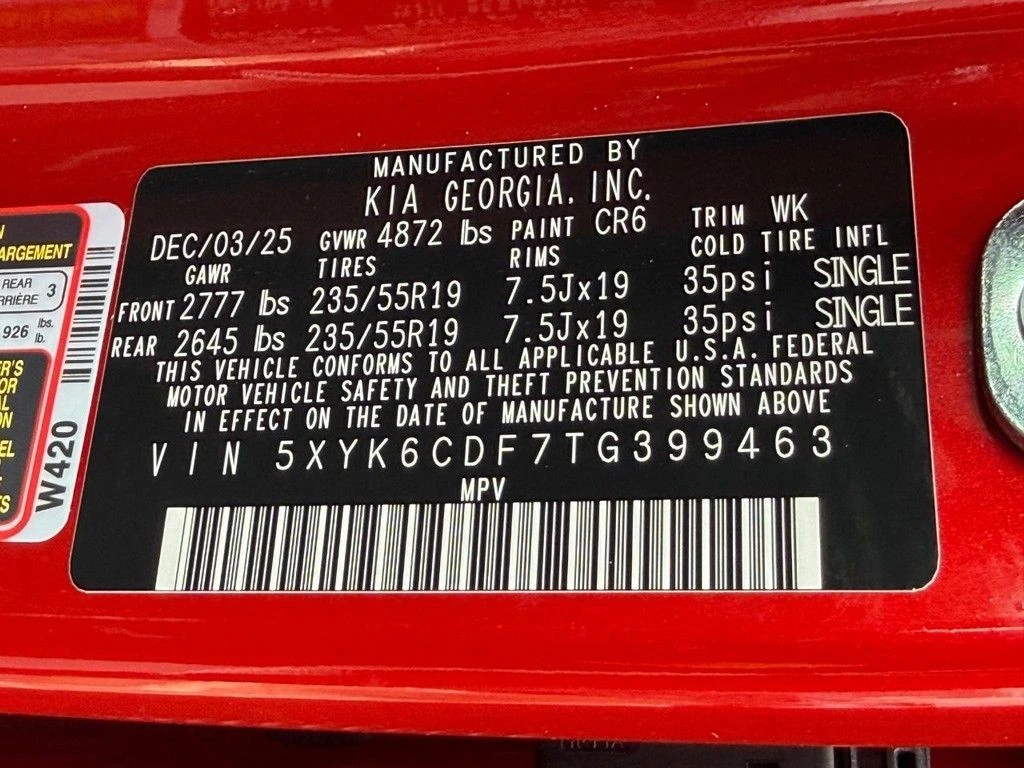 MANUFACTURED BY
KIA GEORGIA, INC.
DEC/03/25 GVWR 4872 lbs PAINT CR6 TRIM WK
GAWR TIRES RIMS COLD TIRE INFL
FRONT 2777 lbs 235/55R19 7.5Jx19 35psi SINGLE
REAR 2645 lbs 235/55R19 7.5Jx19 35psi SINGLE
THIS VEHICLE CONFORMS TO ALL APPLICABLE U.S.A. FEDERAL
MOTOR VEHICLE SAFETY AND THEFT PREVENTION STANDARDS
IN EFFECT ON THE DATE OF MANUFACTURE SHOWN ABOVE
VIN 5XYK6CDF7TG399463
MPV
ARGEMENT
REAR
RRIÈRE 3
926 lbs.
lb.
W420